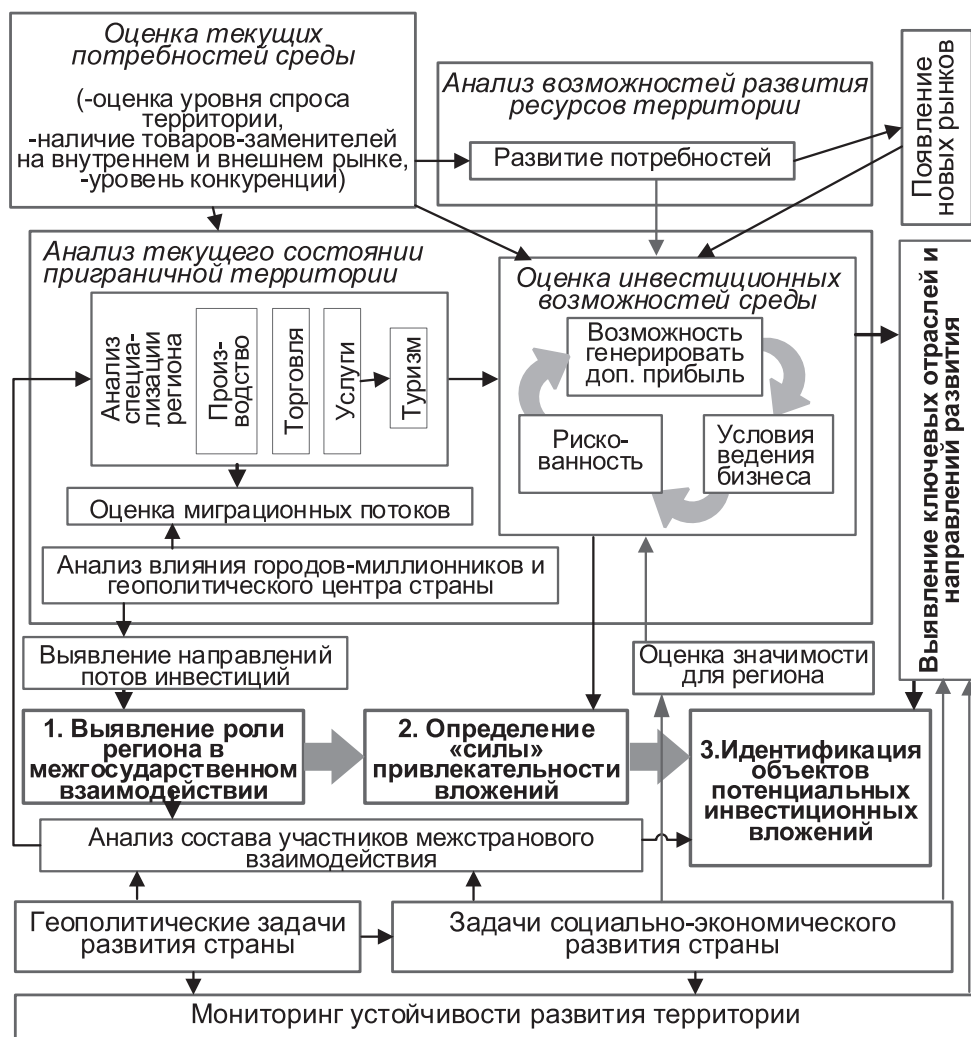 Оценка текущих
потребностей среды
(-оценка уровня спроса
территории,
-наличие товаров-заменителей
на внутреннем и внешнем рынке,
-уровень конкуренции)
Анализ возможностей развития
ресурсов территории
Развитие потребностей
Появление
новых рынков
Анализ текущего состоянии
приграничной территории
Анализ
специа-
лизации
региона
Произ-
водство
Торговля
Услуги
Туризм
Оценка инвестиционных
возможностей среды
Возможность
генерировать
доп. прибыль
Риско-
ванность
Условия
ведения
бизнеса
Выявление ключевых отраслей и
направлений развития
Оценка миграционных потоков
Анализ влияния городов-миллионников и
геополитического центра страны
Выявление направлений
потов инвестиций
Оценка значимости
для региона
1. Выявление роли
региона в
межгосударственном
взаимодействии
2. Определение
«силы»
привлекательности
вложений
3.Идентификация
объектов
потенциальных
инвестиционных
вложений
Анализ состава участников межстранового
взаимодействия
Геополитические задачи
развития страны
Задачи социально-экономического
развития страны
Мониторинг устойчивости развития территории